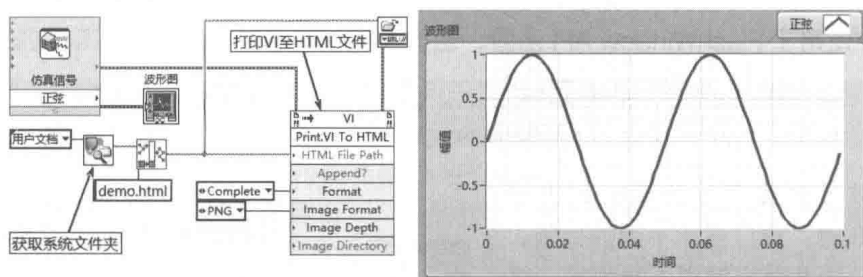 打印VI至HTML文件
仿真信号
正弦
波形图
用户文档
demo.html
获取系统文件夹
VI
Print.VI To HTML
HTML File Path
Append?
Format
Image Format
Image Depth
Image Directory
Complete
PNG
波形图
正弦
幅值
1
0.5
0
-0.5
-1
0
0.02
0.04
0.06
0.08
0.1
时间